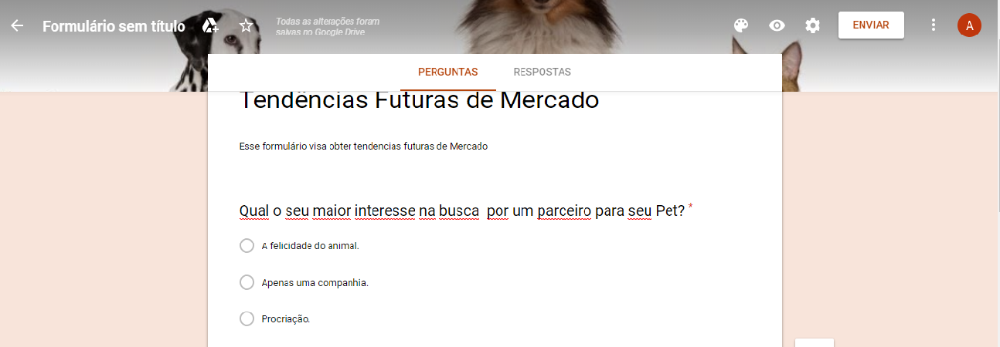 Formulário sem título
Todas as alterações foram
salvas no Google Drive
ENVIAR
A
PERGUNTAS RESPOSTAS
Tendências Futuras de Mercado
Esse formulário visa obter tendencias futuras de Mercado
Qual o seu maior interesse na busca por um parceiro para seu Pet? *
A felicidade do animal.
Apenas uma companhia.
Procriação.